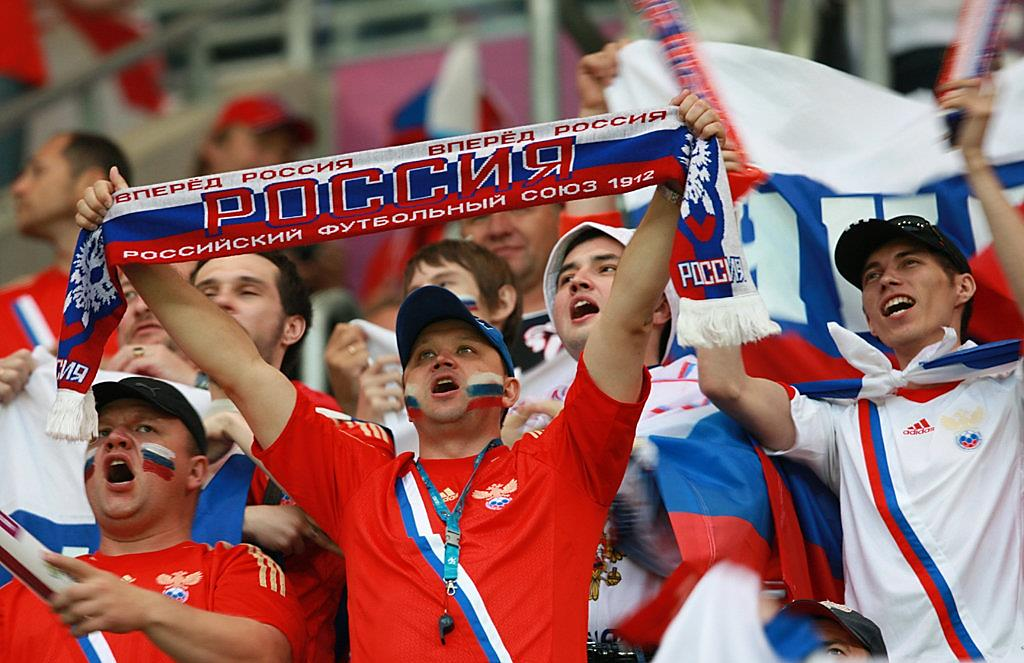 ВПЕРЁД РОССИЯ ВПЕРЁД РОССИЯ
РОССИЯ
РОССИЙСКИЙ ФУТБОЛЬНЫЙ СОЮЗ 1912
РОССИЯ
adidas